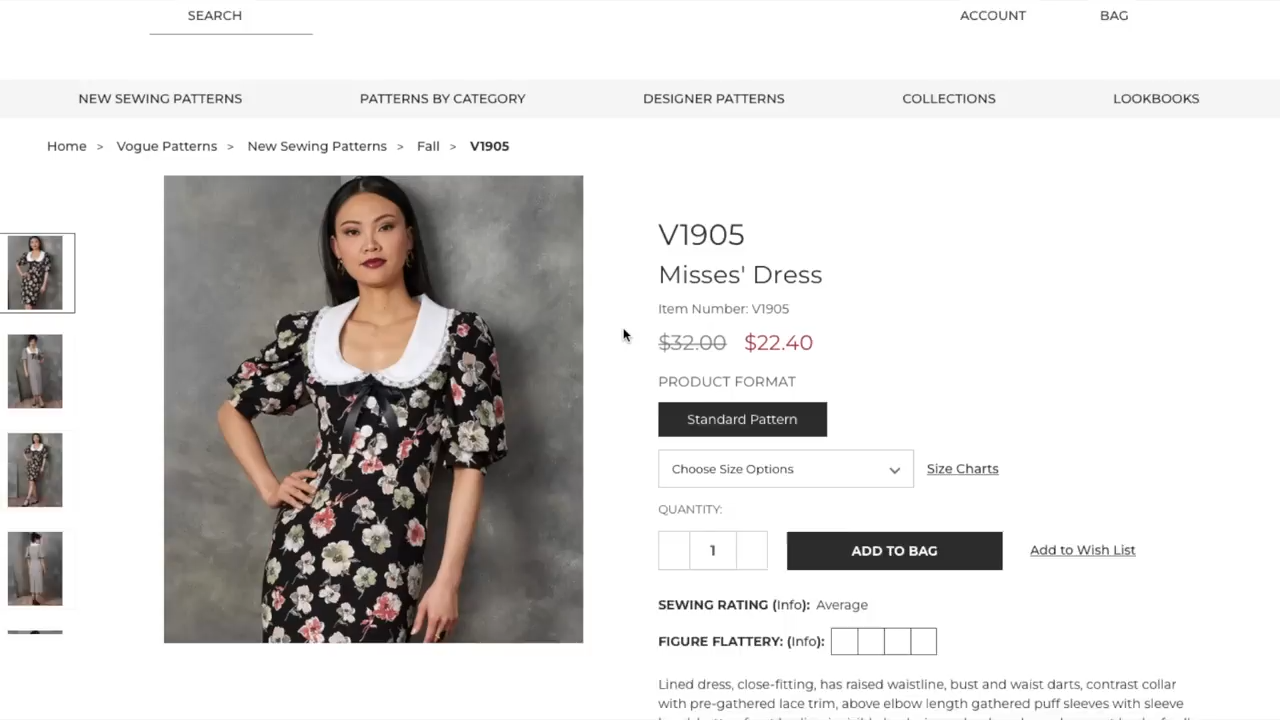 SEARCH
ACCOUNT
BAG
NEW SEWING PATTERNS
PATTERNS BY CATEGORY
DESIGNER PATTERNS
COLLECTIONS
LOOKBOOKS
Home > Vogue Patterns > New Sewing Patterns > Fall > V1905
V1905
Misses' Dress
Item Number: V1905
$32.00 $22.40
PRODUCT FORMAT
Standard Pattern
Choose Size Options
Size Charts
QUANTITY:
1
ADD TO BAG
Add to Wish List
SEWING RATING (Info): Average
FIGURE FLATTERY: (Info):
Lined dress, close-fitting, has raised waistline, bust and waist darts, contrast collar
with pre-gathered lace trim, above elbow length gathered puff sleeves with sleeve